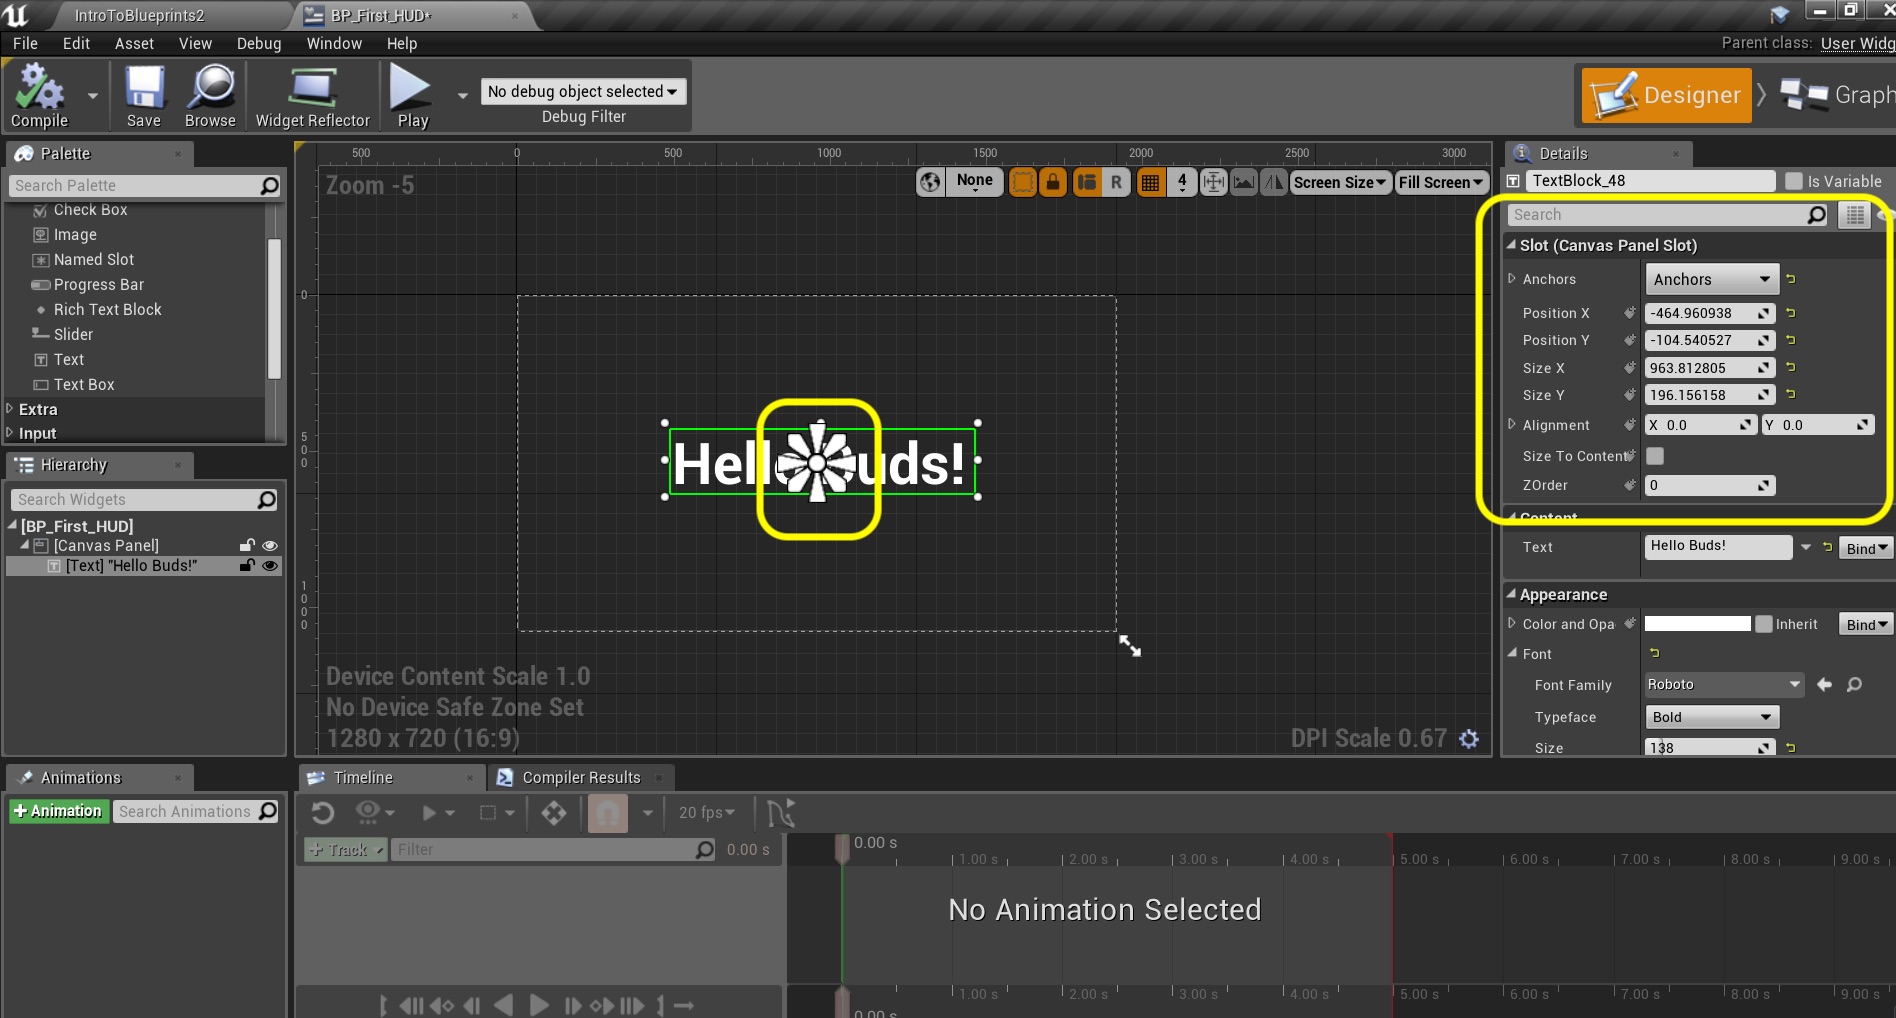 IntroToBlueprints2
BP_First_HUD*
File Edit Asset View Debug Window Help
Parent class: User Widg
Compile
Save
Browse
Widget Reflector
Play
No debug object selected
Debug Filter
Designer
Graph
Palette
Search Palette
Check Box
Image
Named Slot
Progress Bar
Rich Text Block
Slider
Text
Text Box
Extra
Input
Hierarchy
Search Widgets
[BP_First_HUD]
[Canvas Panel]
[Text] "Hello Buds!"
500 0 500 1000 1500 2000 2500 3000
Zoom -5
None
R
4
Screen Size
Fill Screen
0
500
1000
Hello Buds!
Device Content Scale 1.0
No Device Safe Zone Set
1280 x 720 (16:9)
DPI Scale 0.67
Details
TextBlock_48
Is Variable
Search
Slot (Canvas Panel Slot)
Anchors Anchors
Position X -464.960938
Position Y -104.540527
Size X 963.812805
Size Y 196.156158
Alignment X 0.0 Y 0.0
Size To Content
ZOrder 0
Content
Text Hello Buds! Bind
Appearance
Color and Opa Inherit Bind
Font
Font Family Roboto
Typeface Bold
Size 138
Animations
+ Animation
Search Animations
Timeline
Compiler Results
20 fps
+ Track
Filter
0.00 s
0.00 s
1.00 s 2.00 s 3.00 s 4.00 s 5.00 s 6.00 s 7.00 s 8.00 s 9.00 s
No Animation Selected
1.00 s 2.00 s 3.00 s 4.00 s 5.00 s 6.00 s 7.00 s 8.00 s 9.00 s
0.00 s